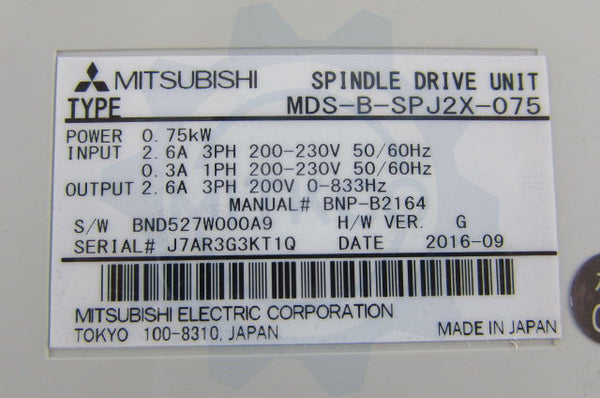 MITSUBISHI SPINDLE DRIVE UNIT
TYPE MDS-B-SPJ2X-075
POWER 0.75kW
INPUT 2.6A 3PH 200-230V 50/60Hz
0.3A 1PH 200-230V 50/60Hz
OUTPUT 2.6A 3PH 200V 0-833Hz
MANUAL# BNP-B2164
S/W BND527W000A9 H/W VER. G
SERIAL# J7AR3G3KT1Q DATE 2016-09
MITSUBISHI ELECTRIC CORPORATION
TOKYO 100-8310, JAPAN MADE IN JAPAN